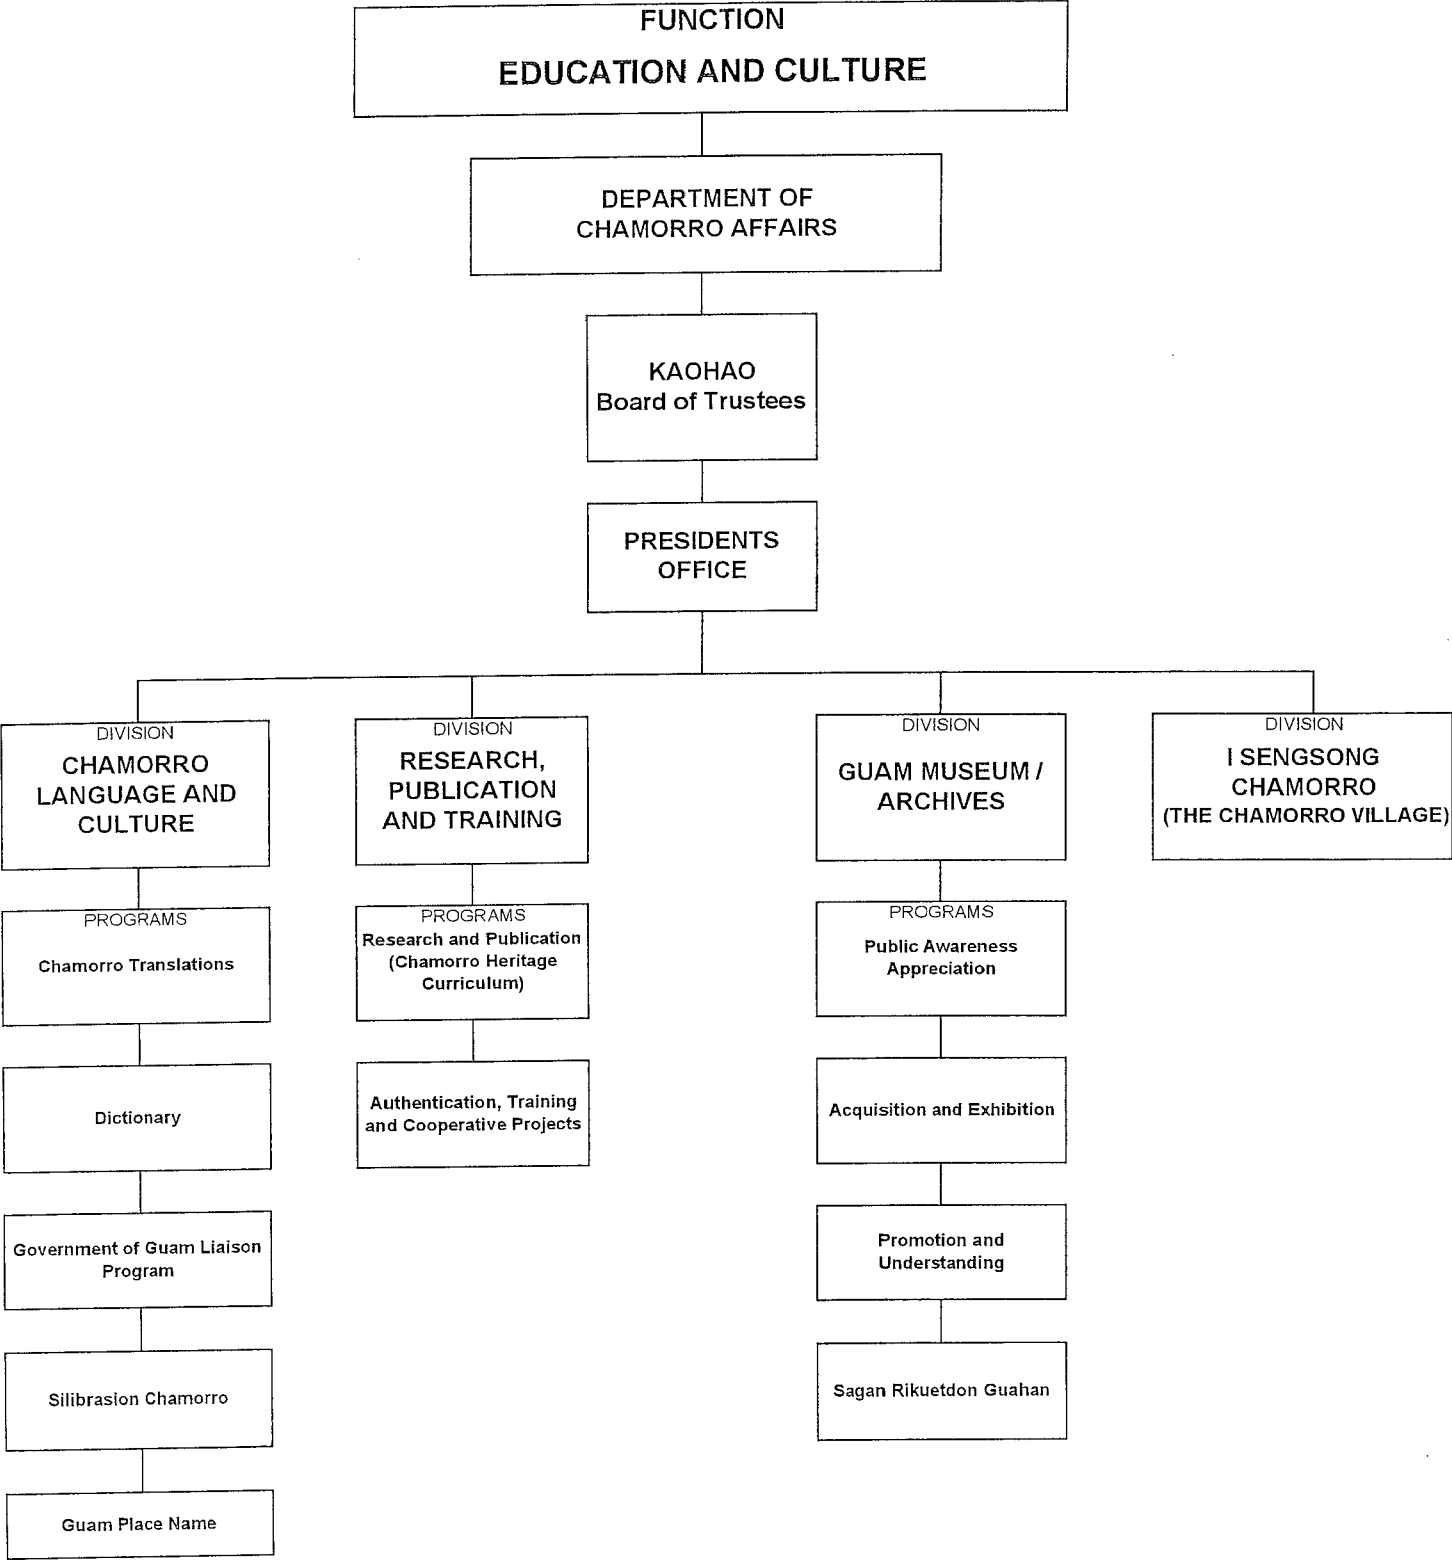 FUNCTION
EDUCATION AND CULTURE
DEPARTMENT OF
CHAMORRO AFFAIRS
KAOHAO
Board of Trustees
PRESIDENTS
OFFICE
DIVISION
CHAMORRO
LANGUAGE AND
CULTURE
PROGRAMS
Chamorro Translations
Dictionary
Government of Guam Liaison
Program
Silibrasion Chamorro
Guam Place Name
DIVISION
RESEARCH,
PUBLICATION
AND TRAINING
PROGRAMS
Research and Publication
(Chamorro Heritage
Curriculum)
Authentication, Training
and Cooperative Projects
DIVISION
GUAM MUSEUM /
ARCHIVES
PROGRAMS
Public Awareness
Appreciation
Acquisition and Exhibition
Promotion and
Understanding
Sagan Rikuetdon Guahan
DIVISION
I SENGSONG
CHAMORRO
(THE CHAMORRO VILLAGE)